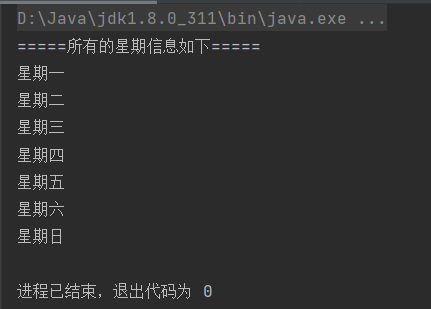 D:\Java\jdk1.8.0_311\bin\java.exe ...
=====所有的星期信息如下=====
星期一
星期二
星期三
星期四
星期五
星期六
星期日
进程已结束，退出代码为 0